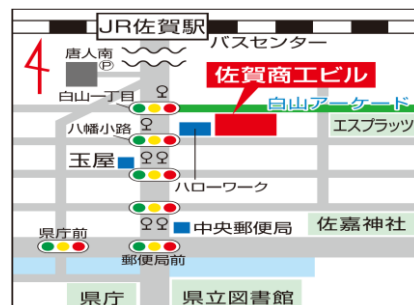 JR佐賀駅
バスセンター
唐人南
Ⓟ
佐賀商工ビル
白山一丁目
白山アーケード
八幡小路
エスプラッツ
玉屋
ハローワーク
県庁前
中央郵便局
佐嘉神社
郵便局前
県庁
県立図書館